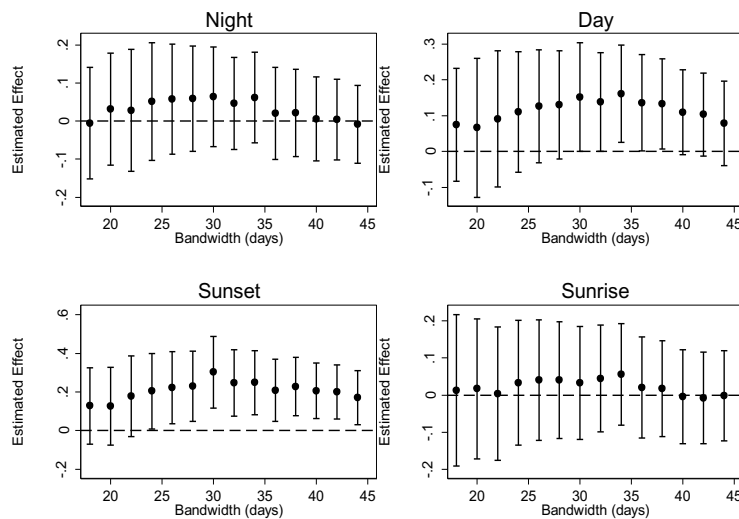 Night
Estimated Effect
.2
.1
0
-.1
-.2
20 25 30 35 40 45
Bandwidth (days)
Day
Estimated Effect
.3
.2
.1
0
-.1
20 25 30 35 40 45
Bandwidth (days)
Sunset
Estimated Effect
.6
.4
.2
0
-.2
20 25 30 35 40 45
Bandwidth (days)
Sunrise
Estimated Effect
.2
.1
0
-.1
-.2
20 25 30 35 40 45
Bandwidth (days)